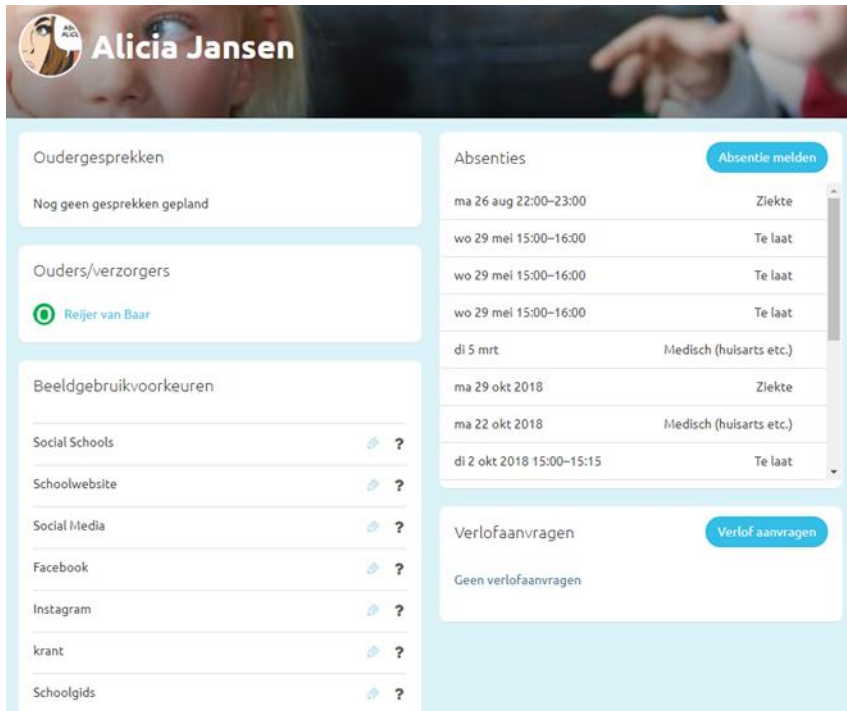 Alicia Jansen
Oudergesprekken
Nog geen gesprekken gepland
Ouders/verzorgers
Reijer van Baar
Beeldgebruikvoorkeuren
Social Schools ?
Schoolwebsite ?
Social Media ?
Facebook ?
Instagram ?
krant ?
Schoolgids ?
Absenties Absentie melden
ma 26 aug 22:00–23:00 Ziekte
wo 29 mei 15:00–16:00 Te laat
wo 29 mei 15:00–16:00 Te laat
wo 29 mei 15:00–16:00 Te laat
di 5 mrt Medisch (huisarts etc.)
ma 29 okt 2018 Ziekte
ma 22 okt 2018 Medisch (huisarts etc.)
di 2 okt 2018 15:00–15:15 Te laat
Verlofaanvragen Verlof aanvragen
Geen verlofaanvragen